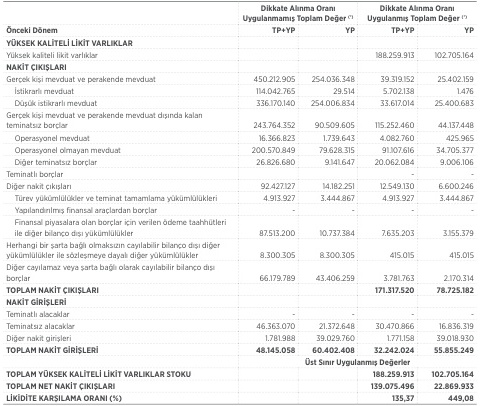 Dikkate Alınma Oranı Dikkate Alınma Oranı
Uygulanmamış Toplam Değer (*) Uygulanmış Toplam Değer (*)
Önceki Dönem TP+YP YP TP+YP YP
YÜKSEK KALİTELİ LİKİT VARLIKLAR
Yüksek kaliteli likit varlıklar 188.259.913 102.705.164
NAKİT ÇIKIŞLARI
Gerçek kişi mevduat ve perakende mevduat 450.212.905 254.036.348 39.319.152 25.402.159
İstikrarlı mevduat 114.042.765 29.514 5.702.138 1.476
Düşük istikrarlı mevduat 336.170.140 254.006.834 33.617.014 25.400.683
Gerçek kişi mevduat ve perakende mevduat dışında kalan
teminatsız borçlar 243.764.352 90.509.605 115.252.460 44.137.448
Operasyonel mevduat 16.366.823 1.739.643 4.082.760 425.965
Operasyonel olmayan mevduat 200.570.849 79.628.315 91.107.616 34.705.377
Diğer teminatsız borçlar 26.826.680 9.141.647 20.062.084 9.006.106
Teminatlı borçlar - -
Diğer nakit çıkışları 92.427.127 14.182.251 12.549.130 6.600.246
Türev yükümlülükler ve teminat tamamlama yükümlülükleri 4.913.927 3.444.867 4.913.927 3.444.867
Yapılandırılmış finansal araçlardan borçlar - - - -
Finansal piyasalara olan borçlar için verilen ödeme taahhütleri
ile diğer bilanço dışı yükümlülükler 87.513.200 10.737.384 7.635.203 3.155.379
Herhangi bir şarta bağlı olmaksızın cayılabilir bilanço dışı diğer
yükümlülükler ile sözleşmeye dayalı diğer yükümlülükler 8.300.305 8.300.305 415.015 415.015
Diğer cayılamaz veya şarta bağlı olarak cayılabilir bilanço dışı
borçlar 66.179.789 43.406.259 3.781.763 2.170.314
TOPLAM NAKİT ÇIKIŞLARI 171.317.520 78.725.182
NAKİT GİRİŞLERİ
Teminatlı alacaklar - - - -
Teminatsız alacaklar 46.363.070 21.372.648 30.470.866 16.836.319
Diğer nakit girişleri 1.781.988 39.029.760 1.771.158 39.018.930
TOPLAM NAKİT GİRİŞLERİ 48.145.058 60.402.408 32.242.024 55.855.249
Üst Sınır Uygulanmış Değerler
TOPLAM YÜKSEK KALİTELİ LİKİT VARLIKLAR STOKU 188.259.913 102.705.164
TOPLAM NET NAKİT ÇIKIŞLARI 139.075.496 22.869.933
LİKİDİTE KARŞILAMA ORANI (%) 135,37 449,08